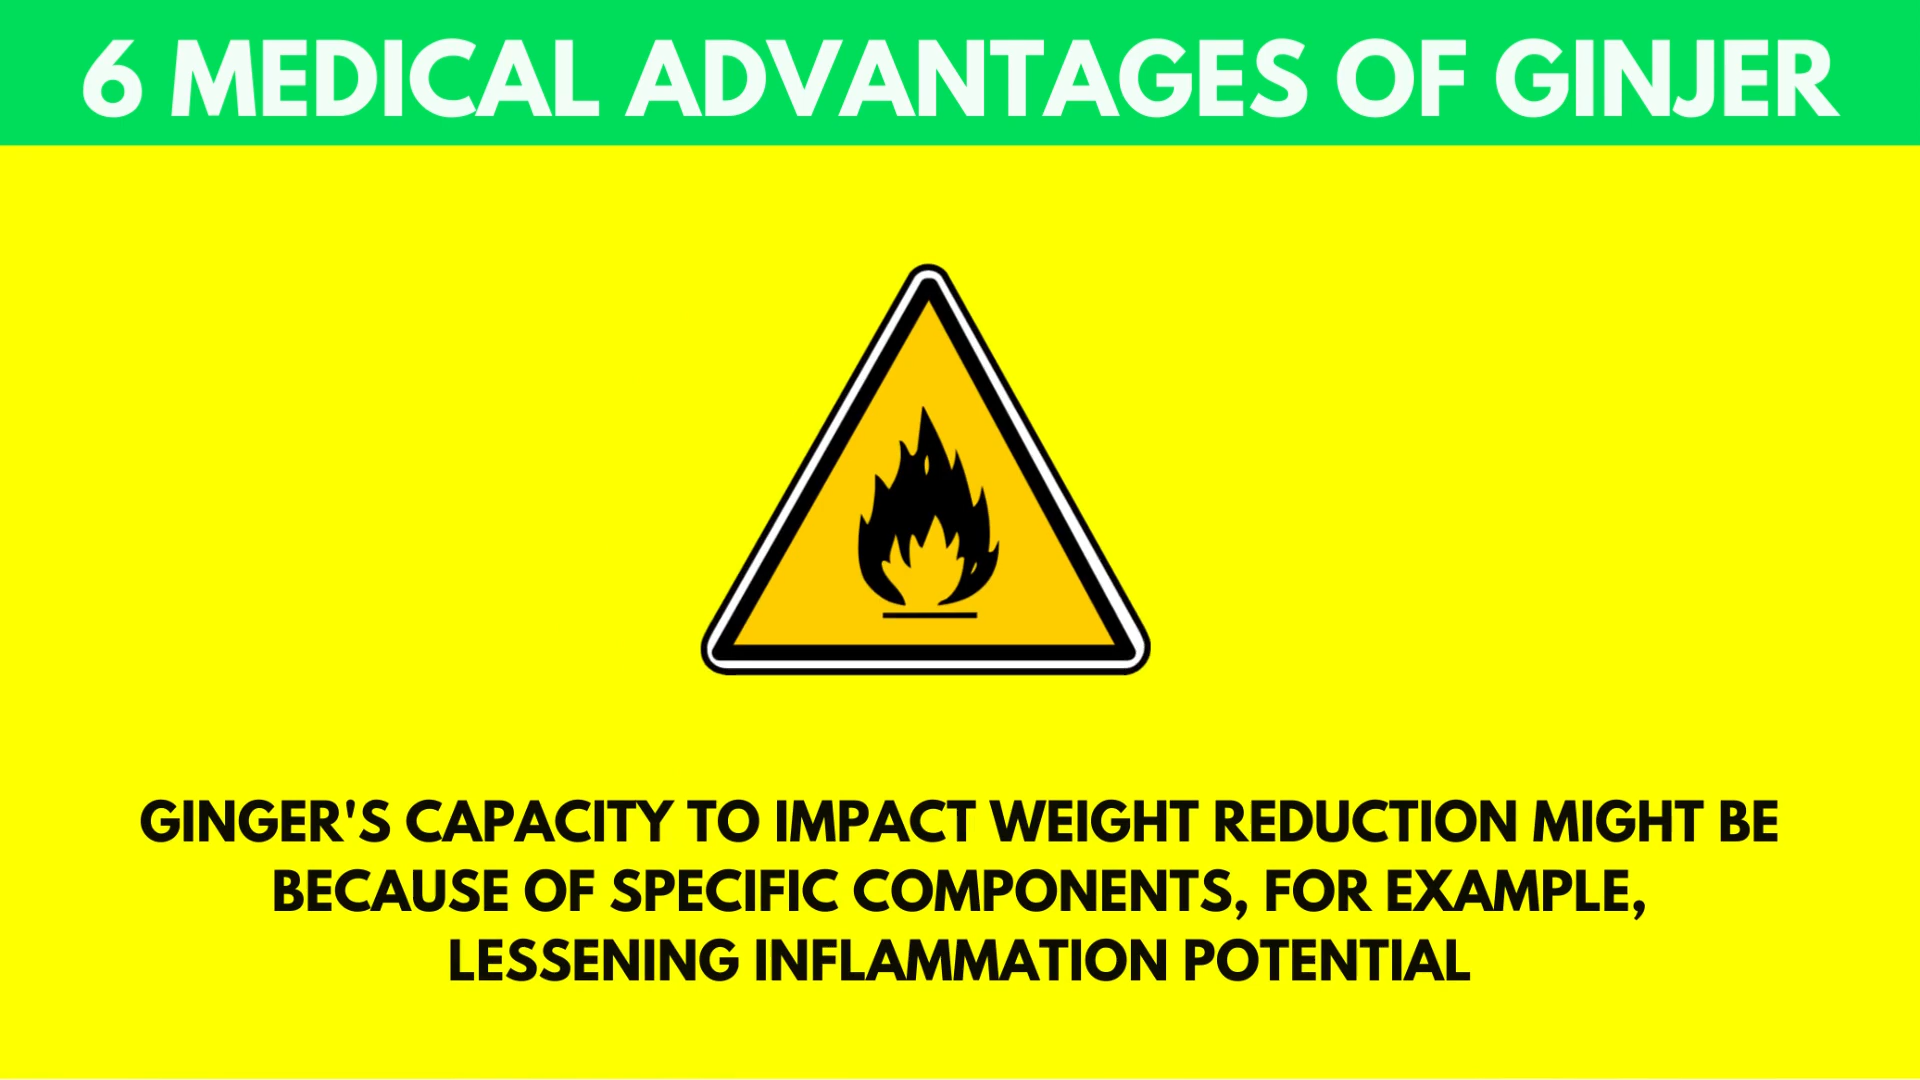 6 MEDICAL ADVANTAGES OF GINJER
GINGER'S CAPACITY TO IMPACT WEIGHT REDUCTION MIGHT BE
BECAUSE OF SPECIFIC COMPONENTS, FOR EXAMPLE,
LESSENING INFLAMMATION POTENTIAL